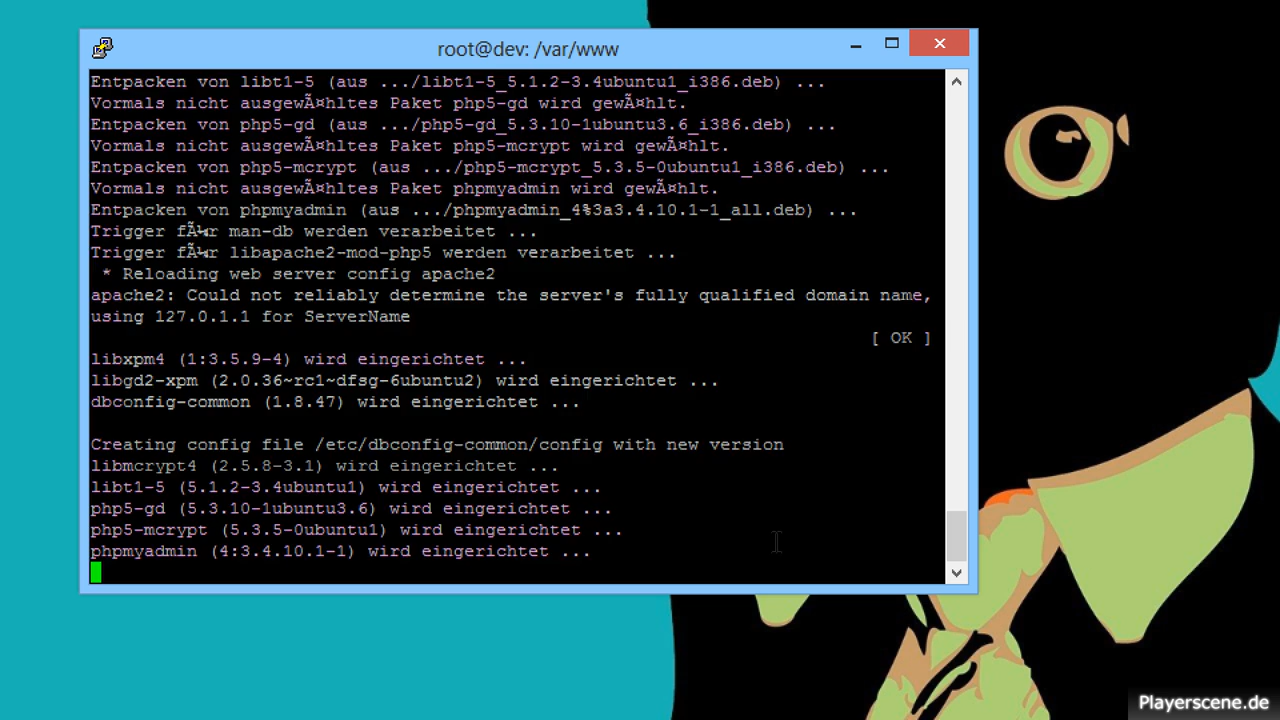 root@dev: /var/www
Entpacken von libt1-5 (aus .../libt1-5_5.1.2-3.4ubuntu1_i386.deb) ...
Vormals nicht ausgewÃ¤hltes Paket php5-gd wird gewÃ¤hlt.
Entpacken von php5-gd (aus .../php5-gd_5.3.10-1ubuntu3.6_i386.deb) ...
Vormals nicht ausgewÃ¤hltes Paket php5-mcrypt wird gewÃ¤hlt.
Entpacken von php5-mcrypt (aus .../php5-mcrypt_5.3.5-0ubuntu1_i386.deb) ...
Vormals nicht ausgewÃ¤hltes Paket phpmyadmin wird gewÃ¤hlt.
Entpacken von phpmyadmin (aus .../phpmyadmin_4%3a3.4.10.1-1_all.deb) ...
Trigger fÃ¼r man-db werden verarbeitet ...
Trigger fÃ¼r libapache2-mod-php5 werden verarbeitet ...
* Reloading web server config apache2
apache2: Could not reliably determine the server's fully qualified domain name,
using 127.0.1.1 for ServerName
[ OK ]
libxpm4 (1:3.5.9-4) wird eingerichtet ...
libgd2-xpm (2.0.36~rc1~dfsg-6ubuntu2) wird eingerichtet ...
dbconfig-common (1.8.47) wird eingerichtet ...
Creating config file /etc/dbconfig-common/config with new version
libmcrypt4 (2.5.8-3.1) wird eingerichtet ...
libt1-5 (5.1.2-3.4ubuntu1) wird eingerichtet ...
php5-gd (5.3.10-1ubuntu3.6) wird eingerichtet ...
php5-mcrypt (5.3.5-0ubuntu1) wird eingerichtet ...
phpmyadmin (4:3.4.10.1-1) wird eingerichtet ...
Playerscene.de